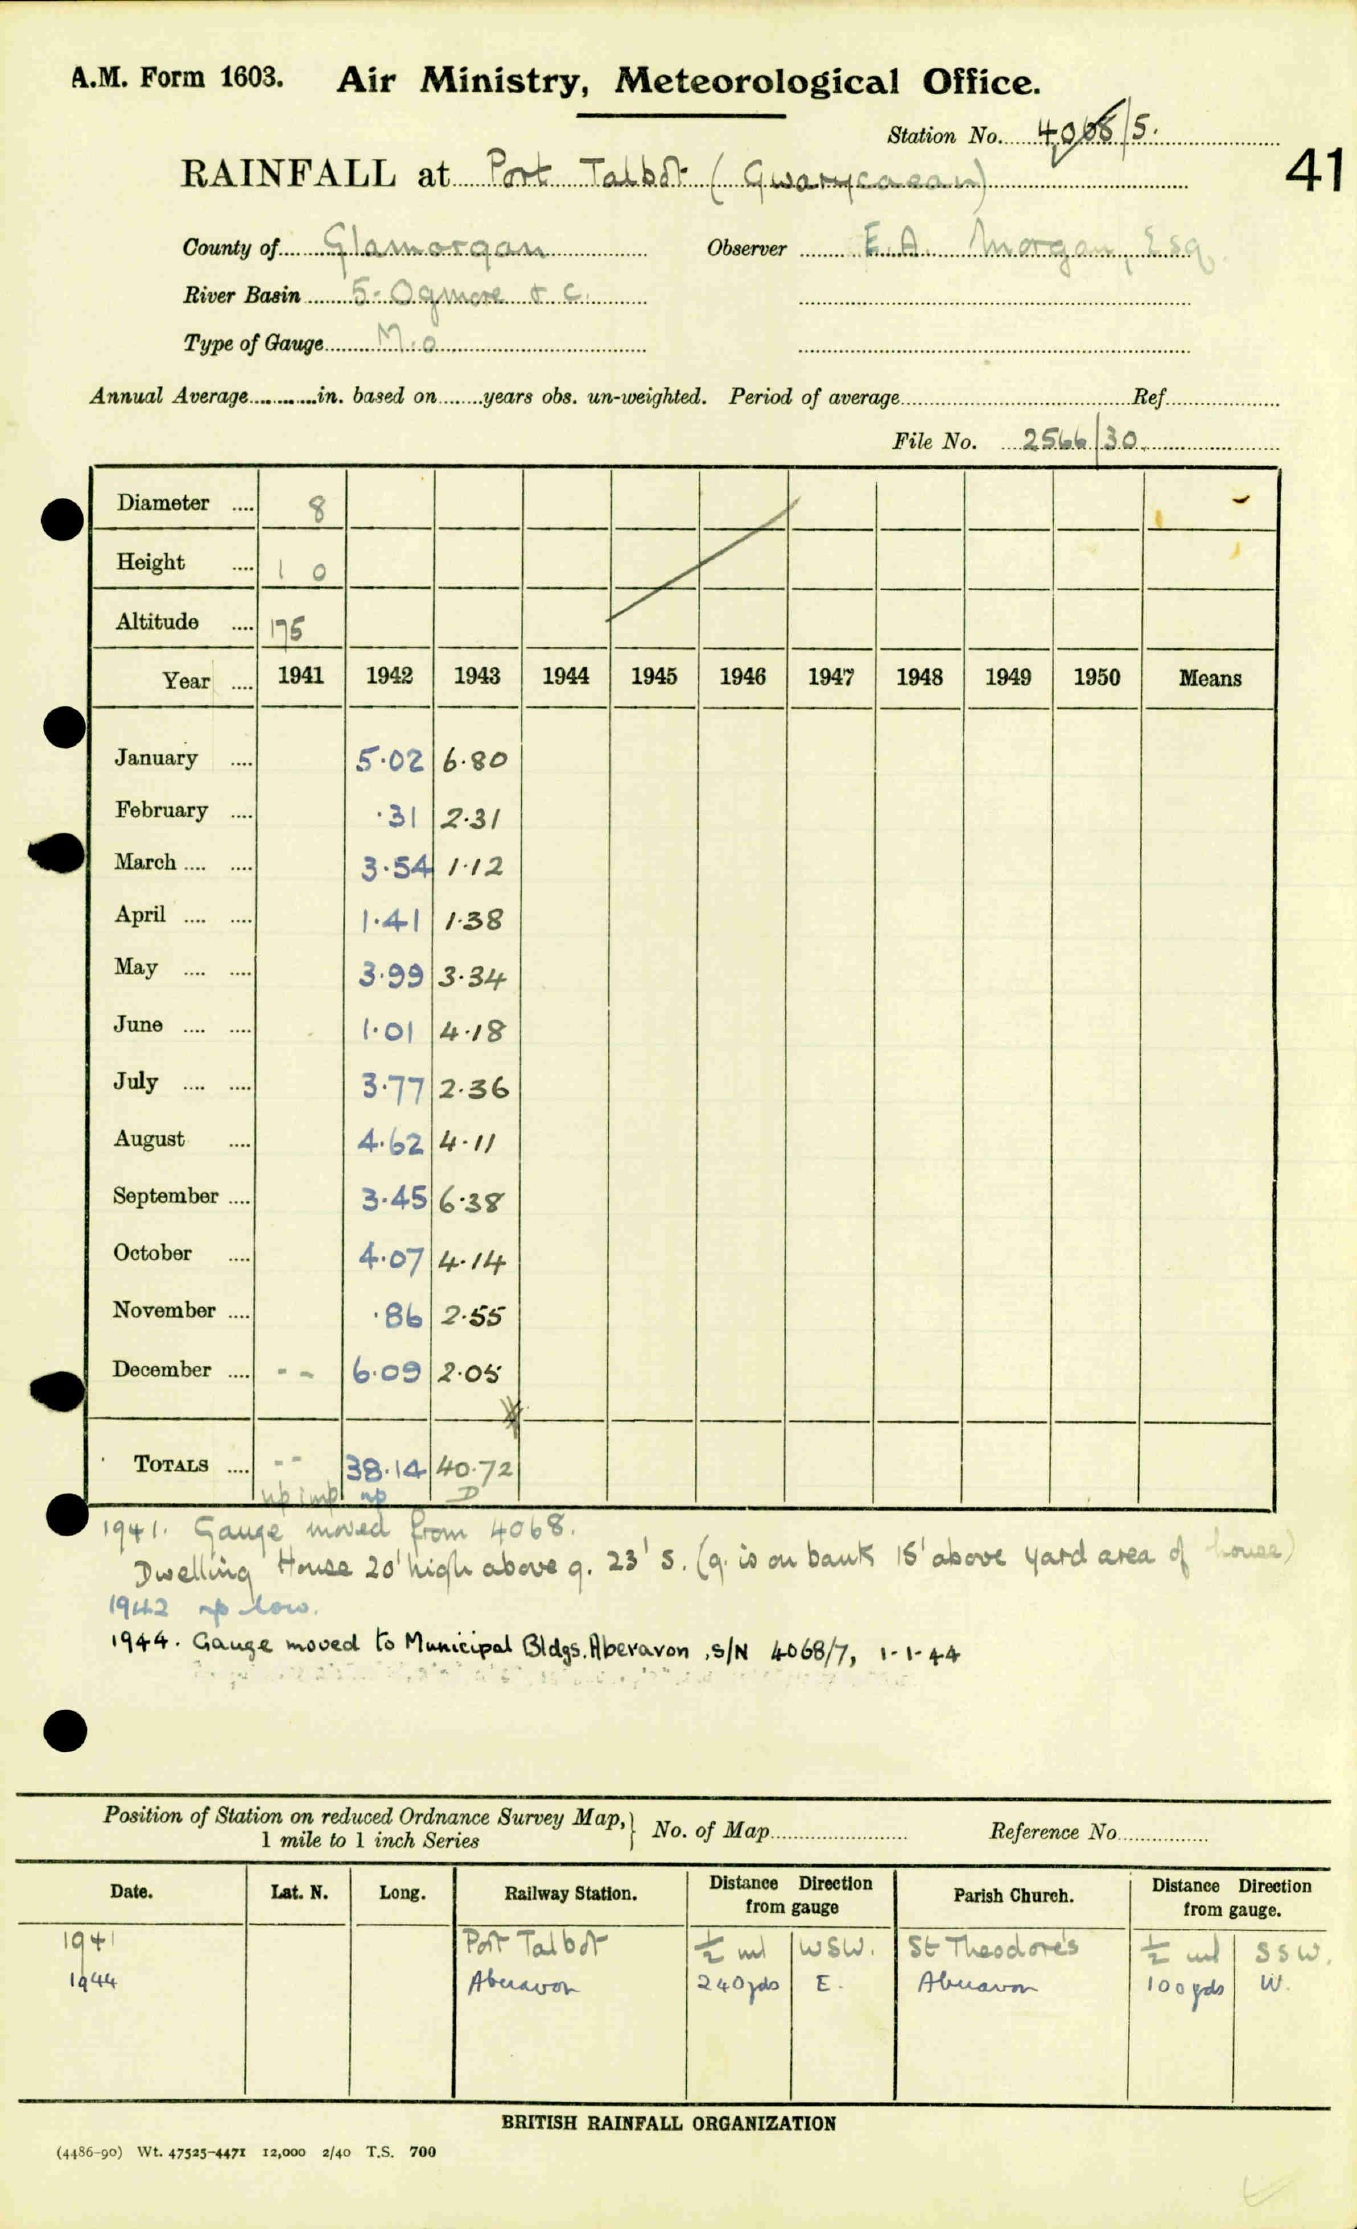 A.M. Form 1603. Air Ministry, Meteorological Office.
Station No. 4068/5.
41
RAINFALL at Port Talbot (Gwarycaeau)
County of Glamorgan Observer E.A. Morgan, Esq.
River Basin 5-Ogmore & c.
Type of Gauge M.O
Annual Average............in. based on........years obs. un-weighted. Period of average.................... Ref....................
File No. 2566/30
Diameter .... 8
Height .... 1 0
Altitude .... 175
Year .... 1941 1942 1943 1944 1945 1946 1947 1948 1949 1950 Means
January .... 5.02 6.80
February .... .31 2.31
March .... .... 3.54 1.12
April .... .... 1.41 1.38
May .... .... 3.99 3.34
June .... .... 1.01 4.18
July .... .... 3.77 2.36
August .... 4.62 4.11
September .... 3.45 6.38
October .... 4.07 4.14
November .... .86 2.55
December .... - - 6.09 2.05
TOTALS .... - - 38.14 40.72
np imp np D
1941. Gauge moved from 4068.
Dwelling House 20' high above g. 23' S. (g. is on bank 15' above yard area of house)
1942 np low.
1944. Gauge moved to Municipal Bldgs. Aberavon, S/N 4068/7, 1-1-44
Position of Station on reduced Ordnance Survey Map, } No. of Map.................... Reference No................
1 mile to 1 inch Series
Date. Lat. N. Long. Railway Station. Distance Direction from gauge Parish Church. Distance Direction from gauge.
1941 Port Talbot ½ ml WSW. St Theodore's ½ ml SSW.
1944 Aberavon 240 yds E. Aberavon 100 yds W.
BRITISH RAINFALL ORGANIZATION
(4486-90) Wt. 47525-4471 12,000 2/40 T.S. 700